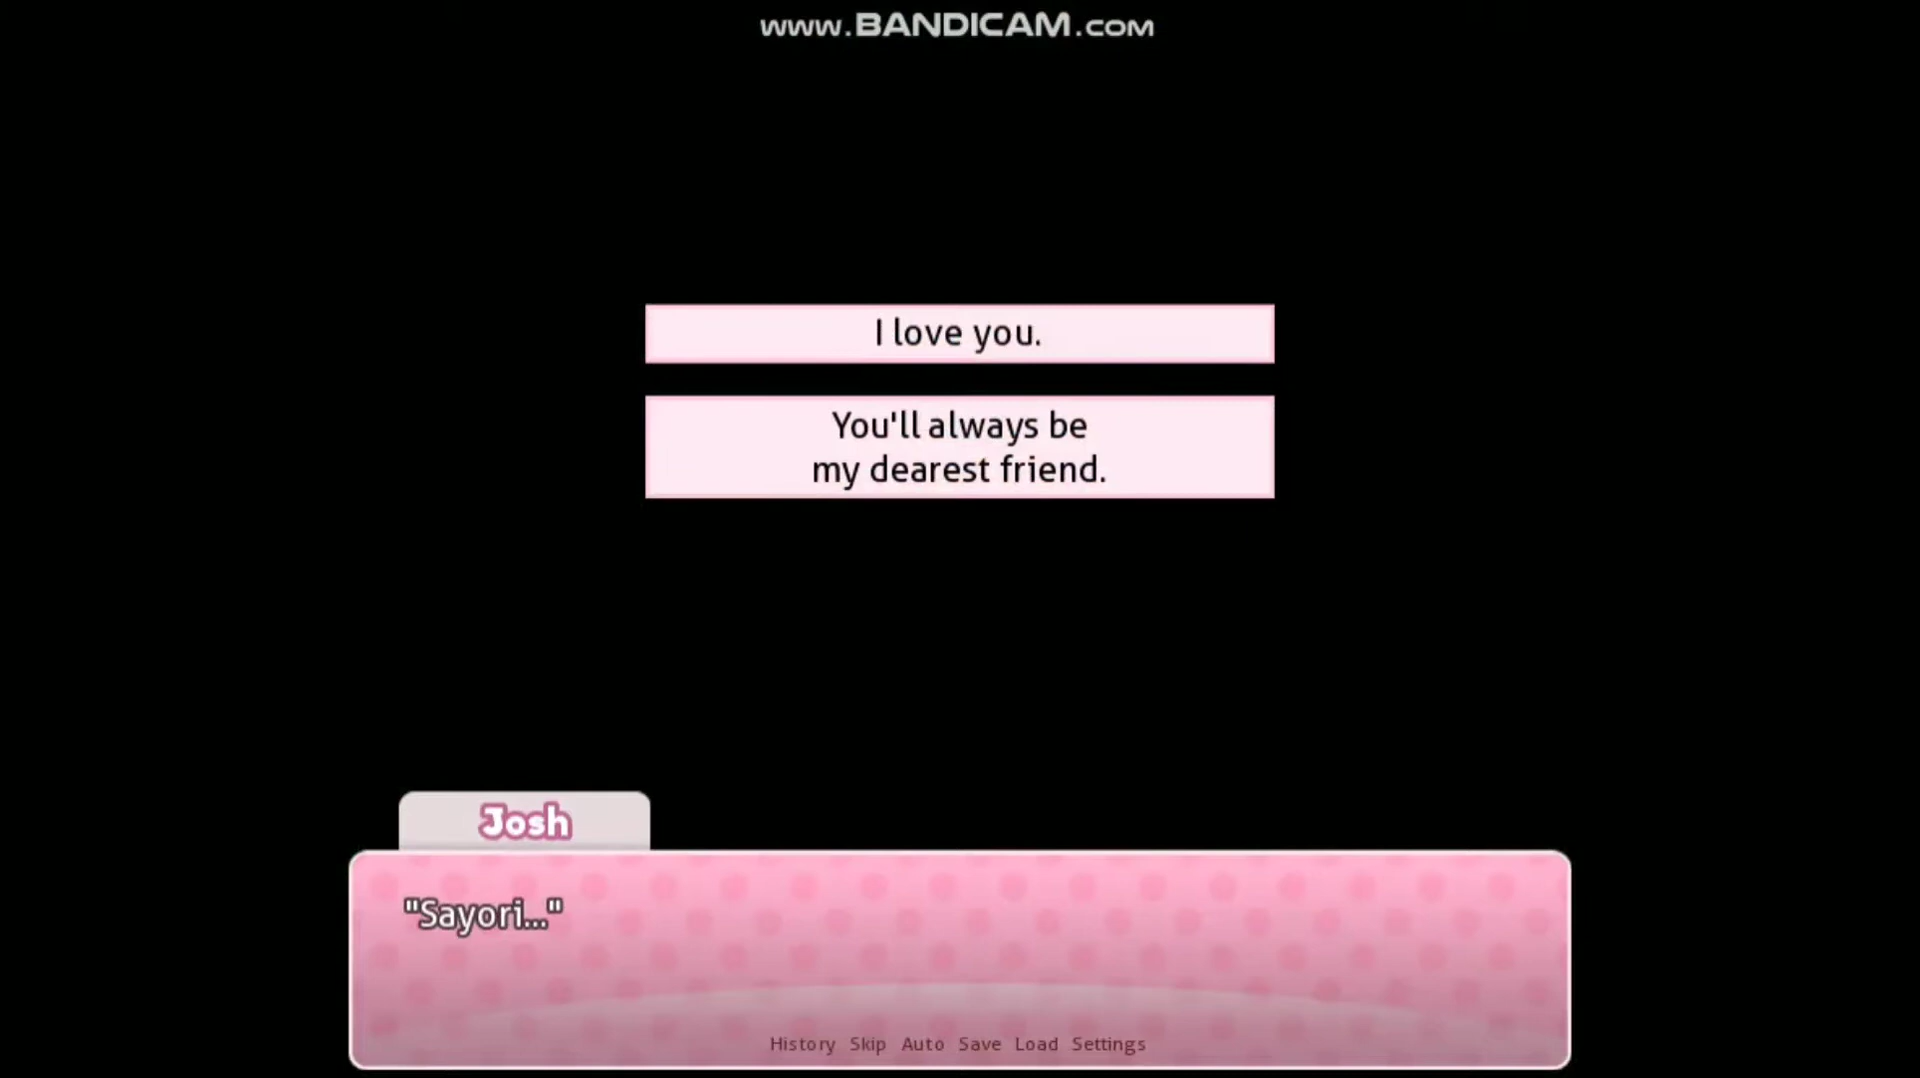 www.BANDICAM.COM
I love you.
You'll always be
my dearest friend.
Josh
"Sayori..."
History Skip Auto Save Load Settings